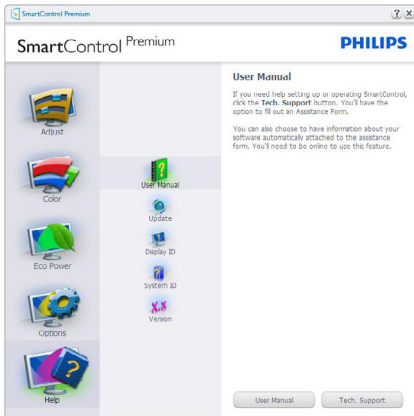 SmartControl Premium
SmartControl Premium
PHILIPS
Adjust
Color
Eco Power
Options
Help
User Manual
Update
Display ID
System ID
X.X
Version
User Manual
If you need help setting up or operating SmartControl,
click the Tech. Support button. You'll have the
option to fill out an Assistance Form.
You can also choose to have information about your
software automatically attached to the assistance
form. You'll need to be online to use this feature.
User Manual
Tech. Support